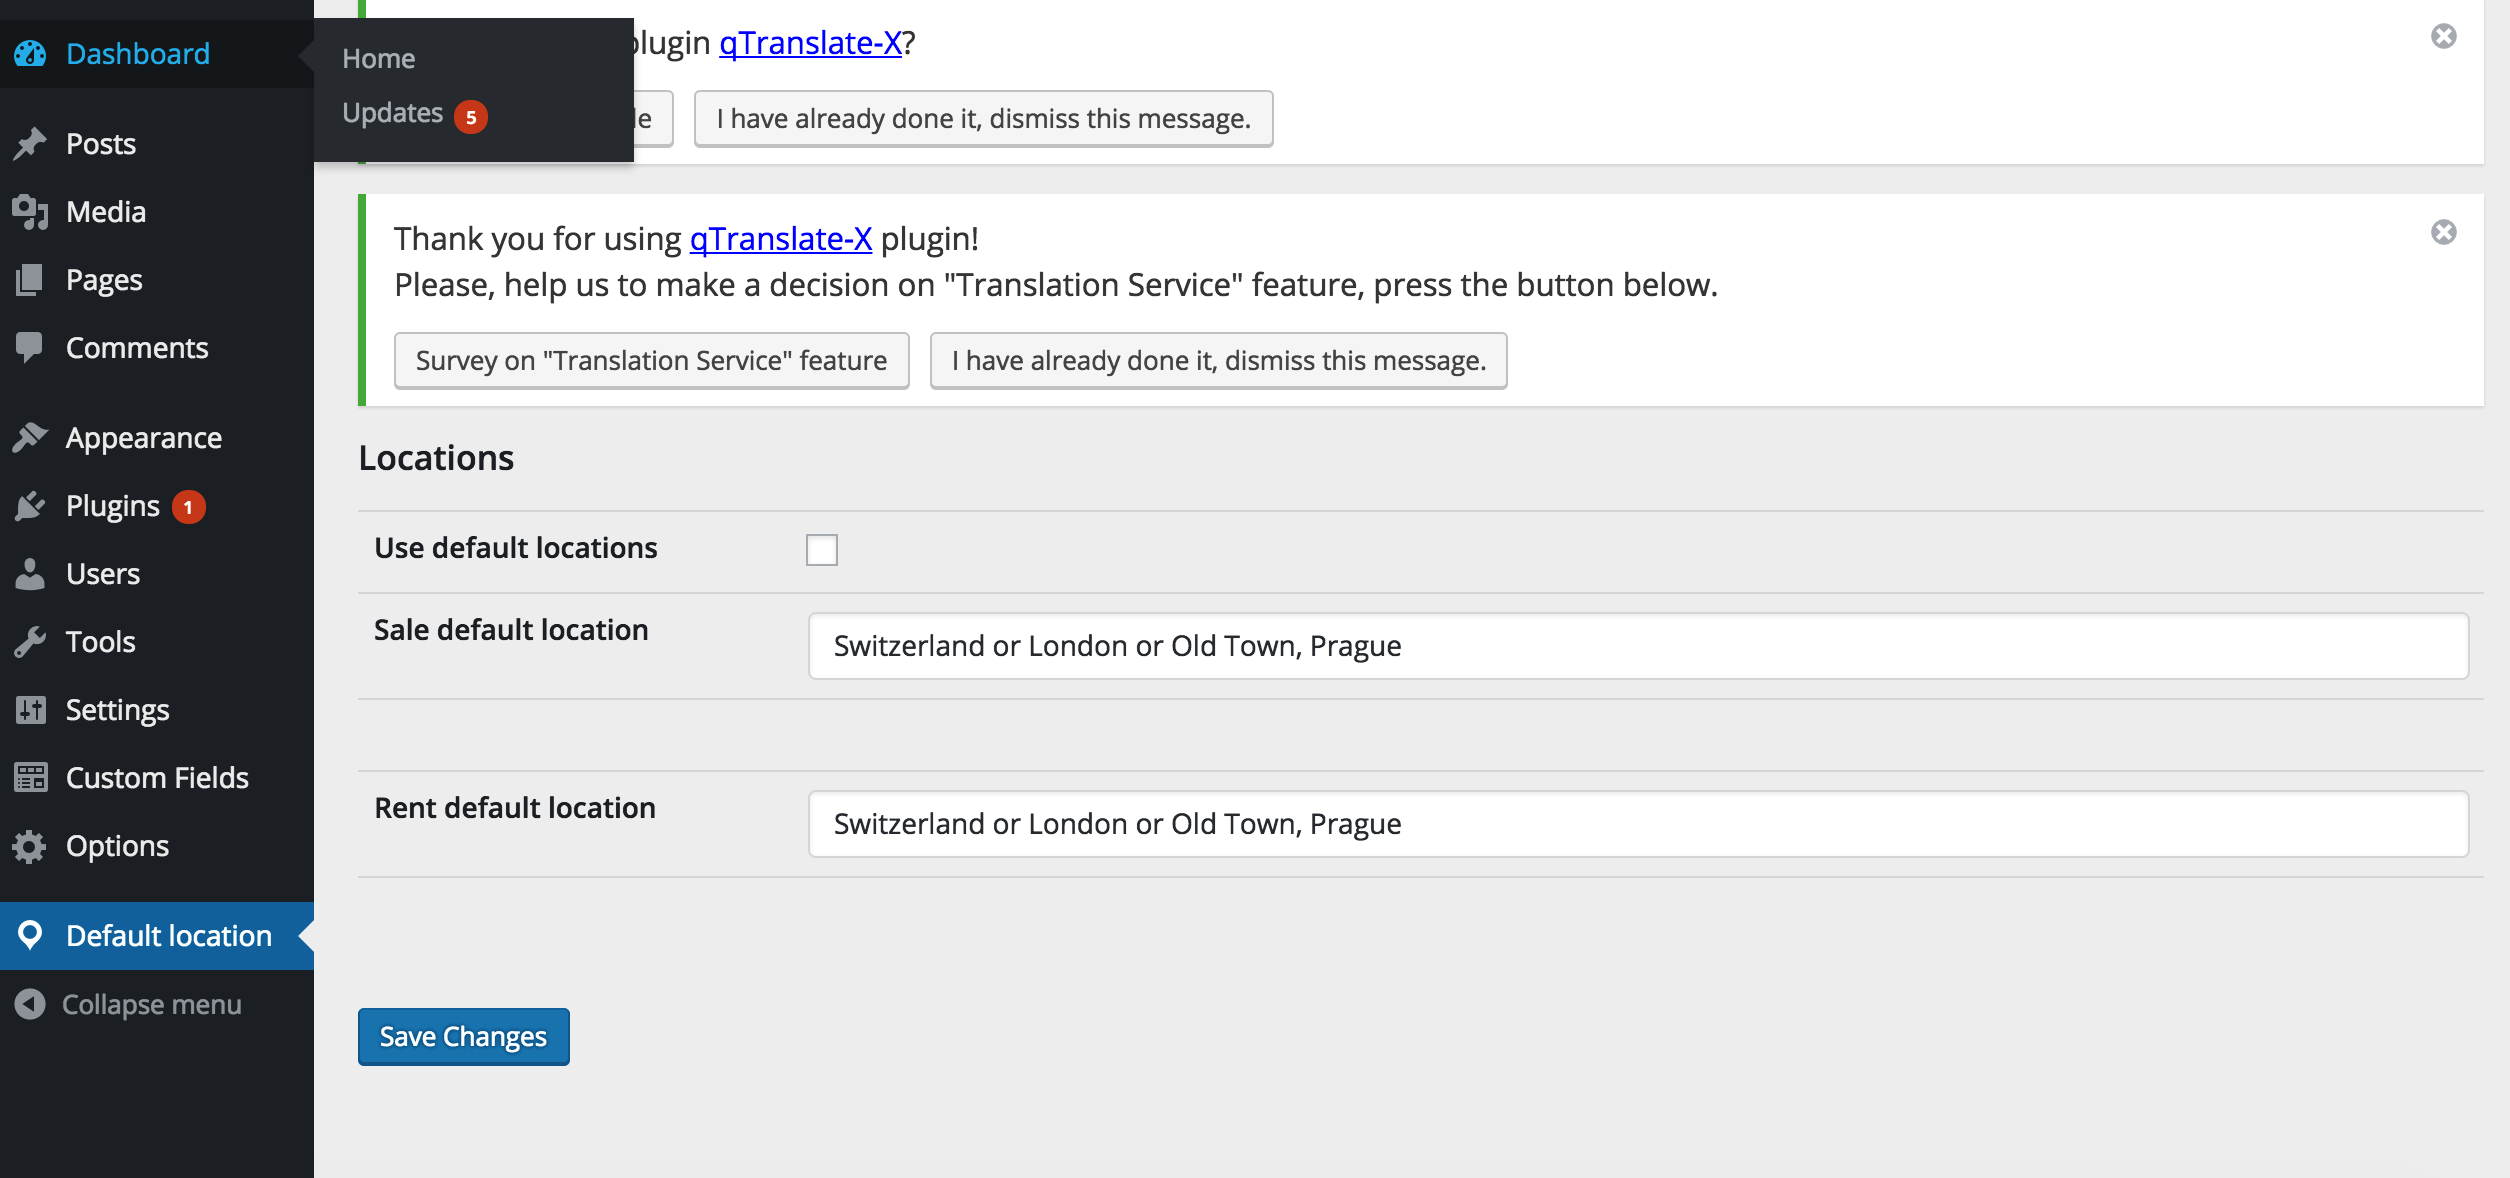 Dashboard
Home
Updates 5
Posts
Media
Pages
Comments
Appearance
Plugins 1
Users
Tools
Settings
Custom Fields
Options
Default location
Collapse menu
plugin qTranslate-X?
I have already done it, dismiss this message.
Thank you for using qTranslate-X plugin!
Please, help us to make a decision on "Translation Service" feature, press the button below.
Survey on "Translation Service" feature
I have already done it, dismiss this message.
Locations
Use default locations
Sale default location
Switzerland or London or Old Town, Prague
Rent default location
Switzerland or London or Old Town, Prague
Save Changes